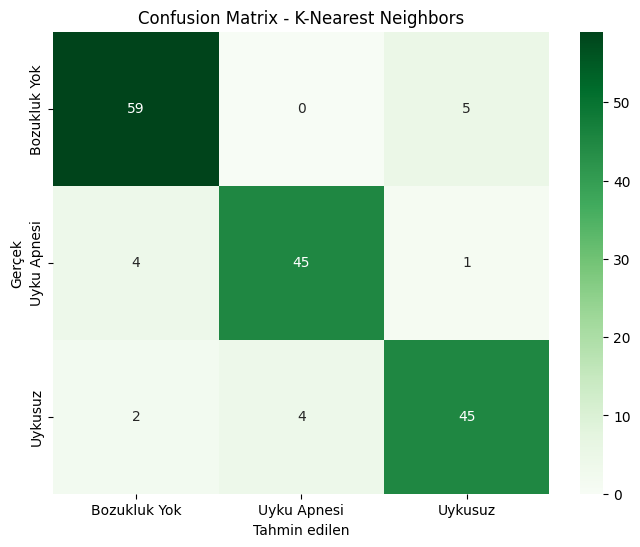 Confusion Matrix - K-Nearest Neighbors
Gerçek
Bozukluk Yok
59
0
5
Uyku Apnesi
4
45
1
Uykusuz
2
4
45
Bozukluk Yok
Uyku Apnesi
Uykusuz
Tahmin edilen
50
40
30
20
10
0